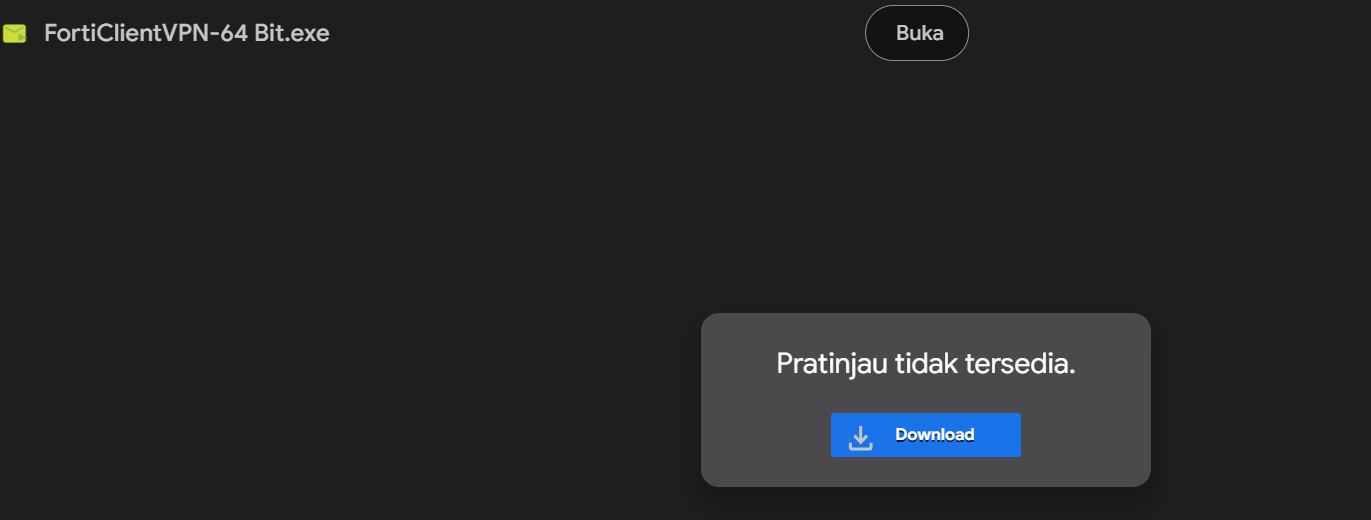 FortiClientVPN-64 Bit.exe
Buka
Pratinjau tidak tersedia.
Download